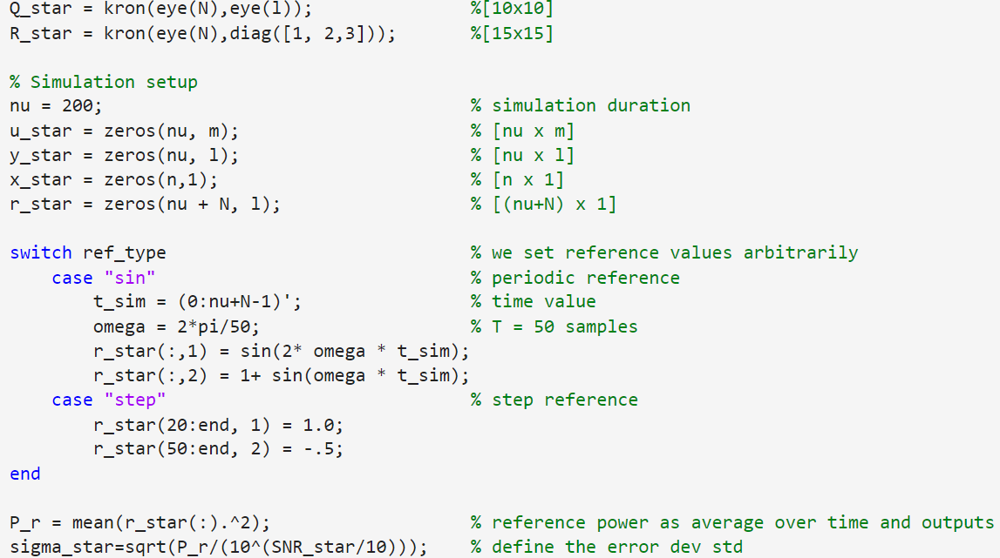 Q_star = kron(eye(N),eye(l)); %[10x10]
R_star = kron(eye(N),diag([1, 2,3])); %[15x15]
% Simulation setup
nu = 200; % simulation duration
u_star = zeros(nu, m); % [nu x m]
y_star = zeros(nu, l); % [nu x l]
x_star = zeros(n,1); % [n x 1]
r_star = zeros(nu + N, l); % [(nu+N) x 1]
switch ref_type % we set reference values arbitrarily
case "sin" % periodic reference
t_sim = (0:nu+N-1)'; % time value
omega = 2*pi/50; % T = 50 samples
r_star(:,1) = sin(2* omega * t_sim);
r_star(:,2) = 1+ sin(omega * t_sim);
case "step" % step reference
r_star(20:end, 1) = 1.0;
r_star(50:end, 2) = -.5;
end
P_r = mean(r_star(:).^2); % reference power as average over time and outputs
sigma_star=sqrt(P_r/(10^(SNR_star/10))); % define the error dev std